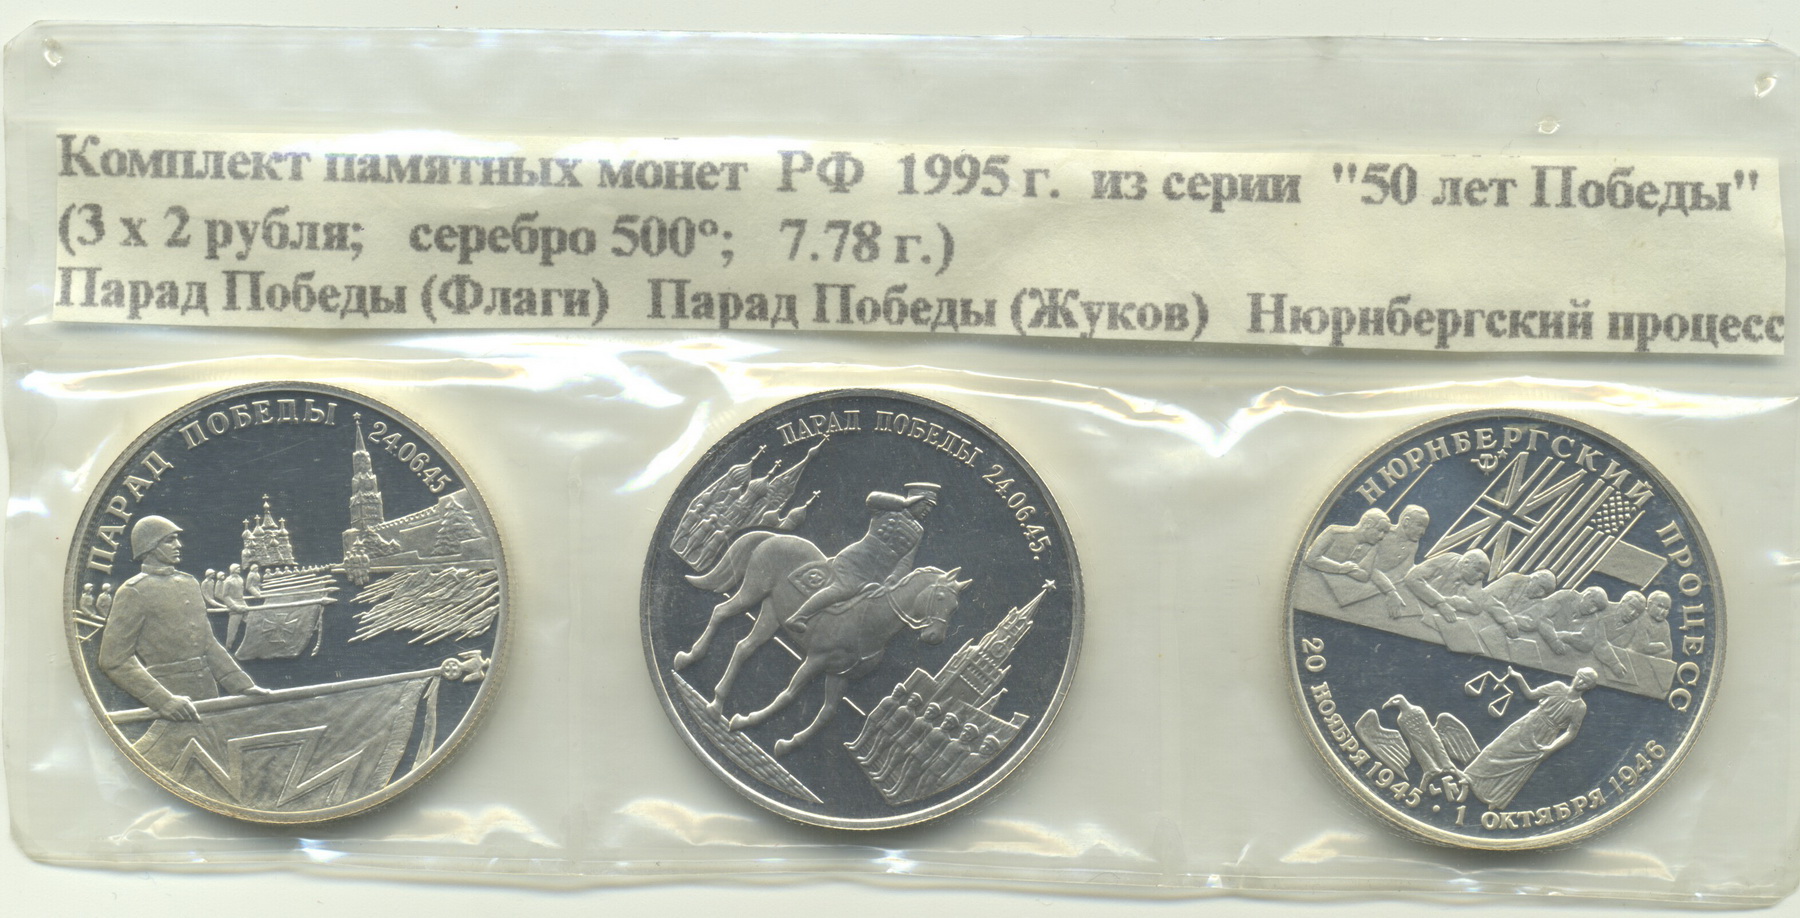 Комплект памятных монет РФ 1995 г. из серии "50 лет Победы"
(3 х 2 рубля; серебро 500°; 7.78 г.)
Парад Победы (Флаги) Парад Победы (Жуков) Нюрнбергский процесс
ПАРАД ПОБЕДЫ 24.06.45
ПАРАД ПОБЕДЫ 24.06.45.
НЮРНБЕРГСКИЙ ПРОЦЕСС
20 НОЯБРЯ 1945 · 1 ОКТЯБРЯ 1946